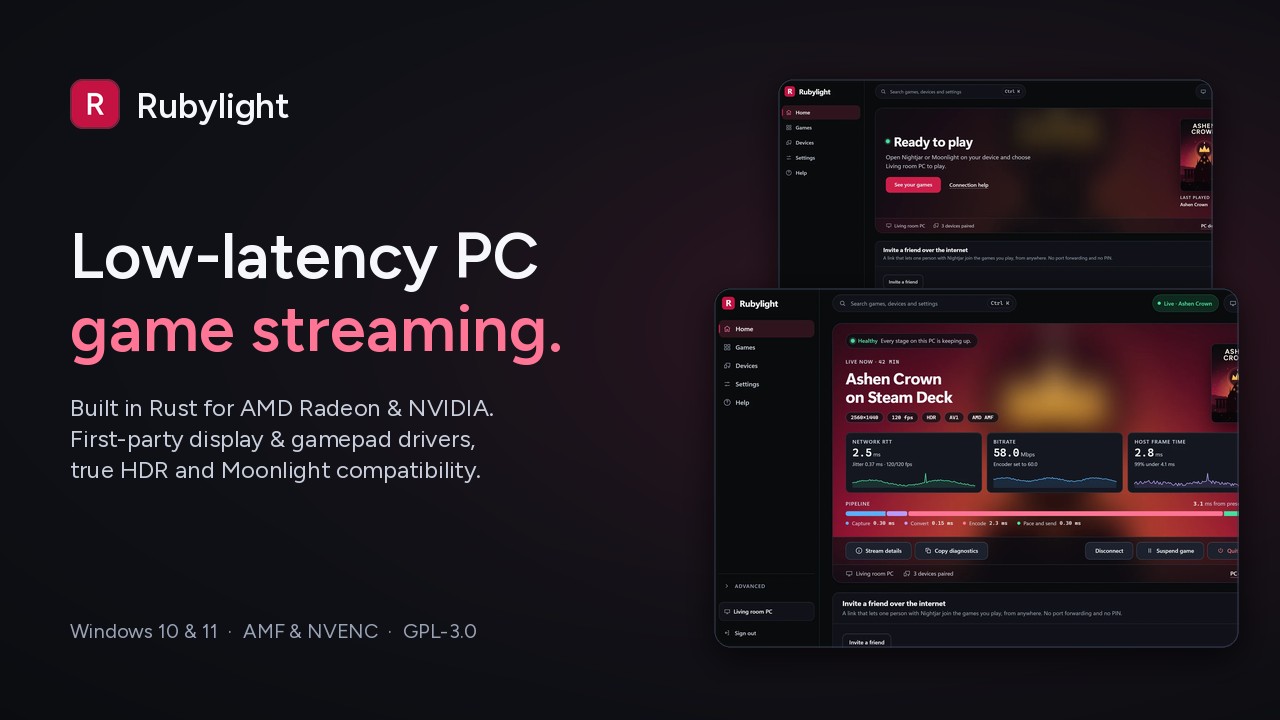 R Rubylight
Low-latency PC
game streaming.
Built in Rust for AMD Radeon & NVIDIA.
First-party display & gamepad drivers,
true HDR and Moonlight compatibility.
Windows 10 & 11 · AMF & NVENC · GPL-3.0
R Rubylight
Search games, devices and settings Ctrl K
Home
Games
Devices
Settings
Help
Ready to play
Open Nightjar or Moonlight on your device and choose
Living room PC to play.
See your games Connection help
ASHEN
CROWN
LAST PLAYED
Ashen Crown
Living room PC 3 devices paired
Invite a friend over the internet
A link that lets one person with Nightjar join the games you play, from anywhere. No port forwarding and no PIN.
Invite a friend
R Rubylight
Search games, devices and settings Ctrl K
Live · Ashen Crown
Home
Games
Devices
Settings
Help
ADVANCED
Living room PC
Sign out
Healthy Every stage on this PC is keeping up.
LIVE NOW · 42 MIN
Ashen Crown
on Steam Deck
2560×1440 120 fps HDR AV1 AMD AMF
NETWORK RTT
2.5 ms
Jitter 0.37 ms · 120/120 fps
BITRATE
58.0 Mbps
Encoder set to 60.0
HOST FRAME TIME
2.8 ms
99% under 4.1 ms
PIPELINE
3.1 ms from
Capture 0.30 ms Convert 0.15 ms Encode 2.3 ms Pace and send 0.30 ms
Stream details Copy diagnostics Disconnect Suspend game
Living room PC 3 devices paired
Invite a friend over the internet
A link that lets one person with Nightjar join the games you play, from anywhere. No port forwarding and no PIN.
Invite a friend